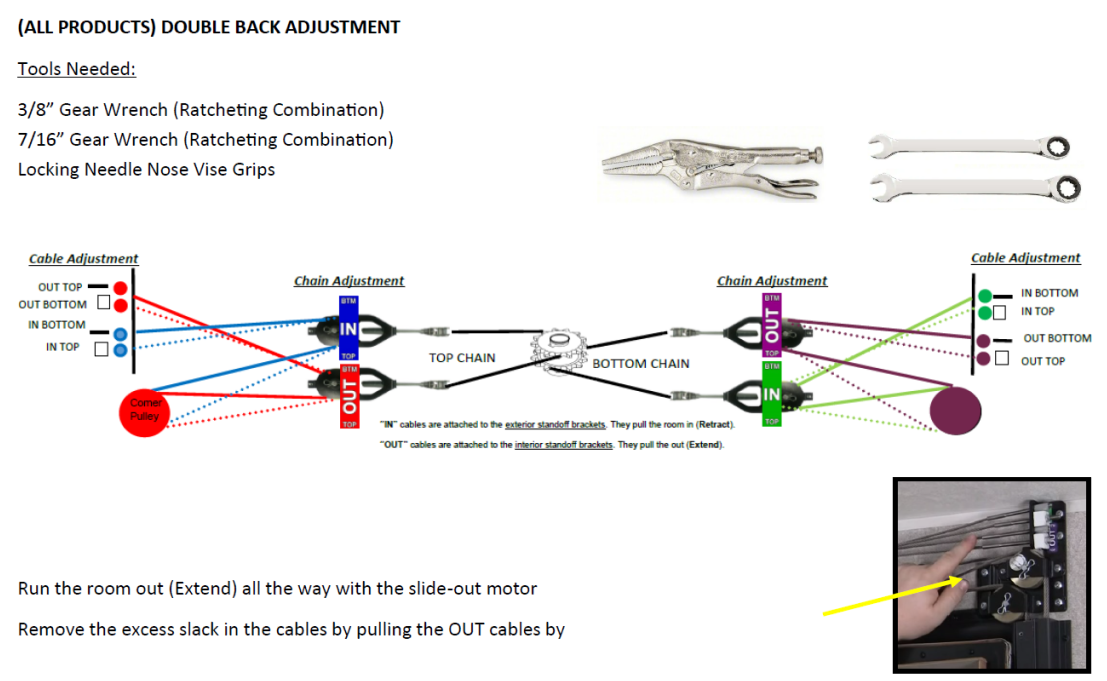 (ALL PRODUCTS) DOUBLE BACK ADJUSTMENT
Tools Needed:
3/8” Gear Wrench (Ratcheting Combination)
7/16” Gear Wrench (Ratcheting Combination)
Locking Needle Nose Vise Grips
Cable Adjustment
OUT TOP
OUT BOTTOM
IN BOTTOM
IN TOP
Corner
Pulley
Chain Adjustment
BTM
IN
TOP
BTM
OUT
TOP
TOP CHAIN
BOTTOM CHAIN
Chain Adjustment
BTM
OUT
TOP
BTM
IN
TOP
Cable Adjustment
IN BOTTOM
IN TOP
OUT BOTTOM
OUT TOP
"IN" cables are attached to the exterior standoff brackets. They pull the room in (Retract).
"OUT" cables are attached to the interior standoff brackets. They pull the out (Extend).
OUT
Run the room out (Extend) all the way with the slide-out motor
Remove the excess slack in the cables by pulling the OUT cables by